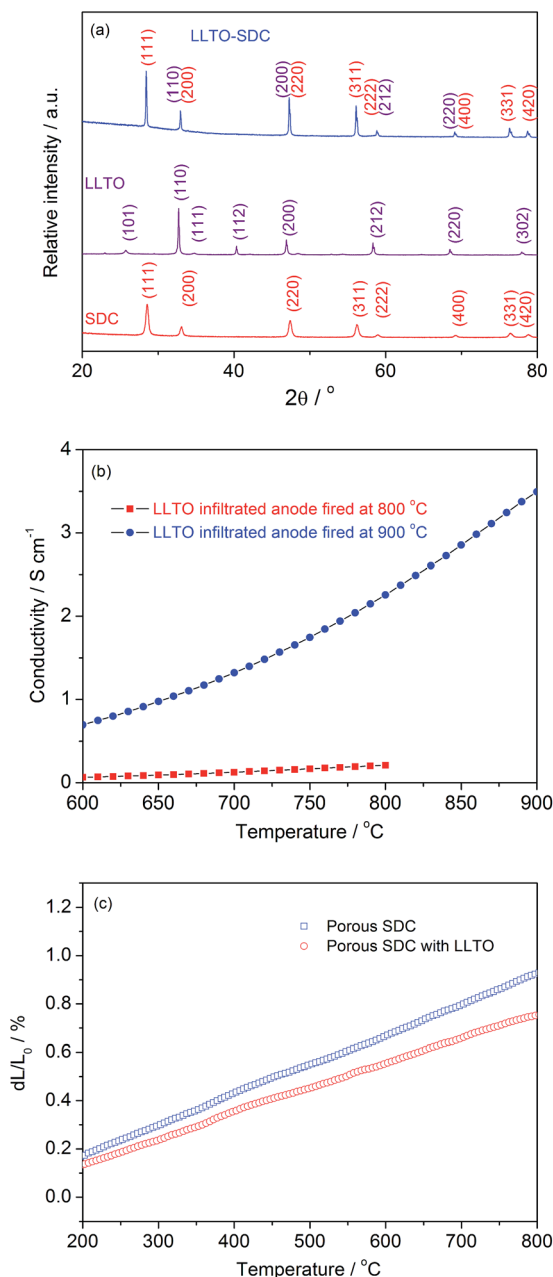 (a)
LLTO-SDC
(111)
(110)
(200)
(200)
(220)
(311)
(222)
(212)
(220)
(400)
(331)
(420)
LLTO
(101)
(110)
(111)
(112)
(200)
(212)
(220)
(302)
SDC
(111)
(200)
(220)
(311)
(222)
(400)
(331)
(420)
Relative intensity / a.u.
20 40 60 80
2θ / °
(b)
LLTO infiltrated anode fired at 800 °C
LLTO infiltrated anode fired at 900 °C
Conductivity / S cm⁻¹
4
3
2
1
0
600 650 700 750 800 850 900
Temperature / °C
(c)
Porous SDC
Porous SDC with LLTO
dL/L₀ / %
1.2
1.0
0.8
0.6
0.4
0.2
0.0
200 300 400 500 600 700 800
Temperature / °C